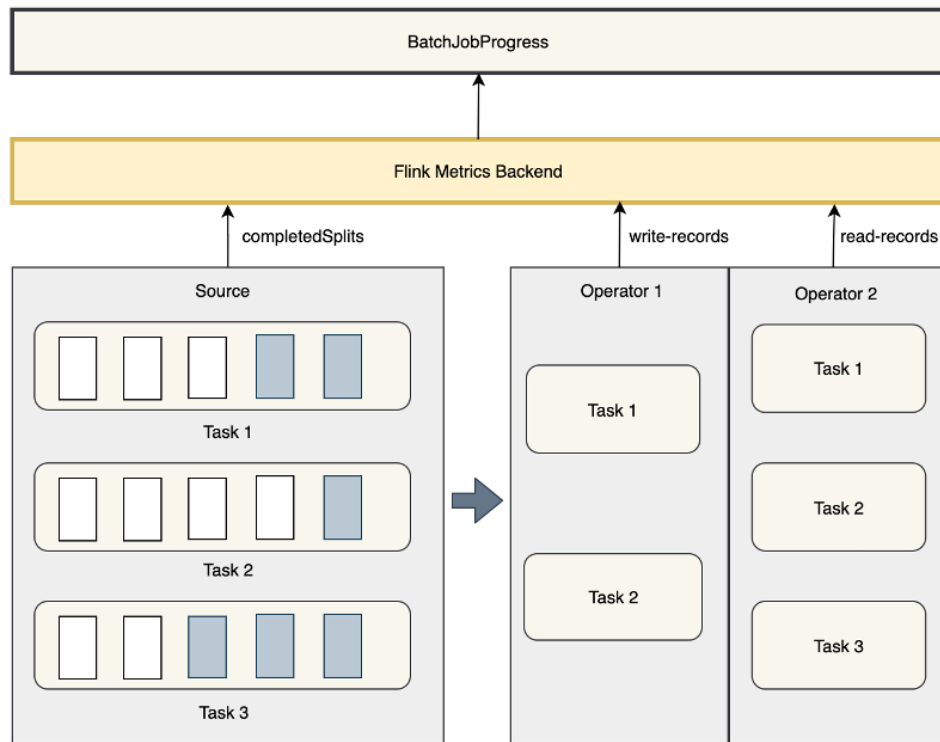 BatchJobProgress
Flink Metrics Backend
completedSplits
write-records
read-records
Source
Task 1
Task 2
Task 3
Operator 1
Task 1
Task 2
Operator 2
Task 1
Task 2
Task 3